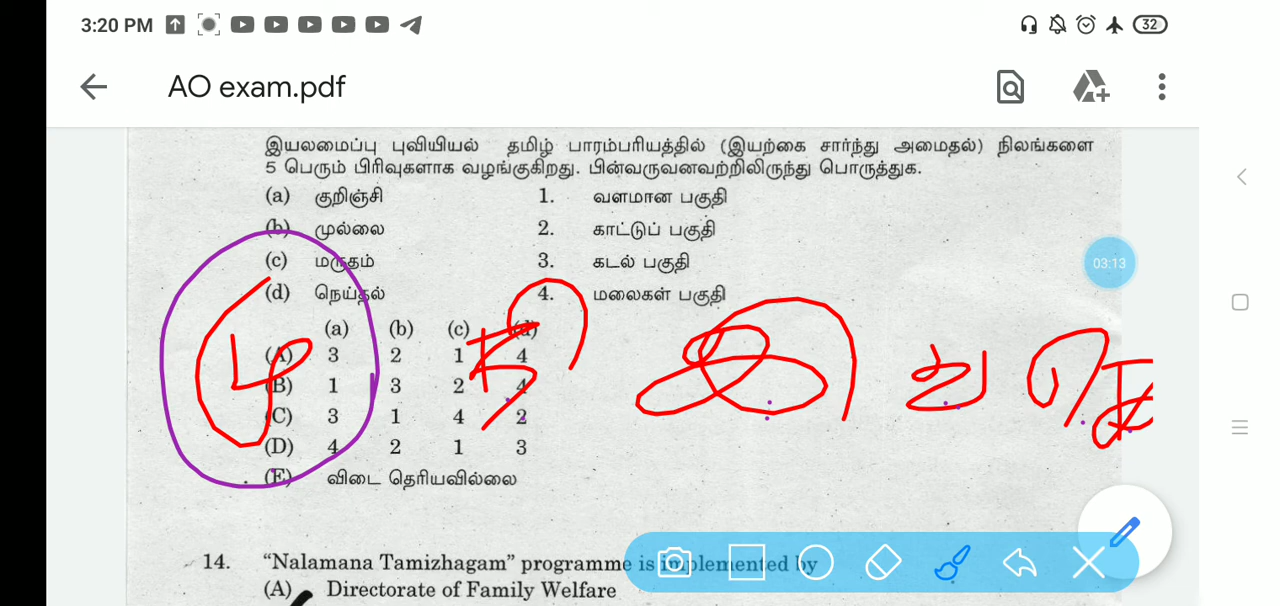 3:20 PM 32
AO exam.pdf
இயலமைப்பு புவியியல் தமிழ் பாரம்பரியத்தில் (இயற்கை சார்ந்து அமைதல்) நிலங்களை
5 பெரும் பிரிவுகளாக வழங்குகிறது. பின்வருவனவற்றிலிருந்து பொருத்துக.
(a) குறிஞ்சி 1. வளமான பகுதி
(b) முல்லை 2. காட்டுப் பகுதி
(c) மருதம் 3. கடல் பகுதி
(d) நெய்தல் 4. மலைகள் பகுதி
(a) (b) (c) (d)
(A) 3 2 1 4
(B) 1 3 2 4
(C) 3 1 4 2
(D) 4 2 1 3
(E) விடை தெரியவில்லை
14. “Nalamana Tamizhagam” programme is implemented by
(A) Directorate of Family Welfare
03:13